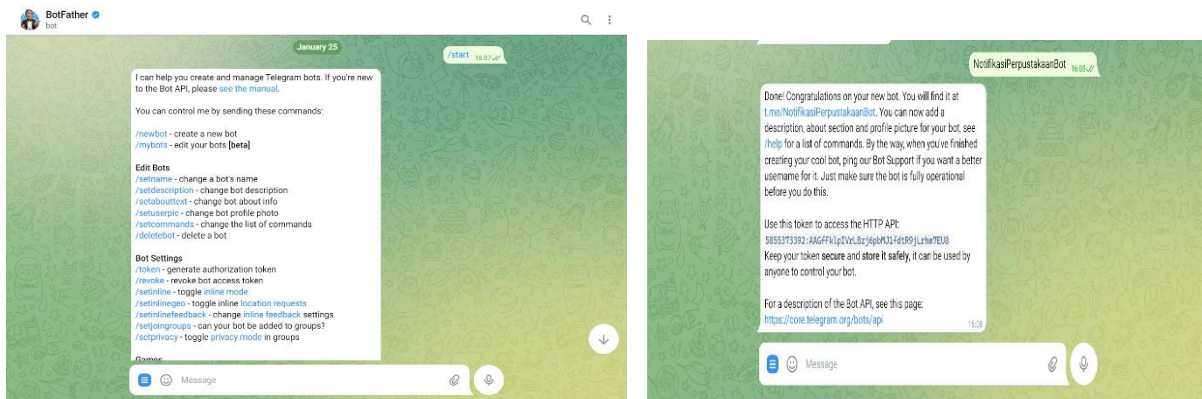 BotFather
bot
January 25
/start 16:07
I can help you create and manage Telegram bots. If you're new
to the Bot API, please see the manual.
You can control me by sending these commands:
/newbot - create a new bot
/mybots - edit your bots [beta]
Edit Bots
/setname - change a bot's name
/setdescription - change bot description
/setabouttext - change bot about info
/setuserpic - change bot profile photo
/setcommands - change the list of commands
/deletebot - delete a bot
Bot Settings
/token - generate authorization token
/revoke - revoke bot access token
/setinline - toggle inline mode
/setinlinegeo - toggle inline location requests
/setinlinefeedback - change inline feedback settings
/setjoingroups - can your bot be added to groups?
/setprivacy - toggle privacy mode in groups
Games
Message
NotifikasiPerpustakaanBot 16:08
Done! Congratulations on your new bot. You will find it at
t.me/NotifikasiPerpustakaanBot. You can now add a
description, about section and profile picture for your bot, see
/help for a list of commands. By the way, when you've finished
creating your cool bot, ping our Bot Support if you want a better
username for it. Just make sure the bot is fully operational
before you do this.
Use this token to access the HTTP API:
Keep your token secure and store it safely, it can be used by
anyone to control your bot.
For a description of the Bot API, see this page:
https://core.telegram.org/bots/api
16:08
Message